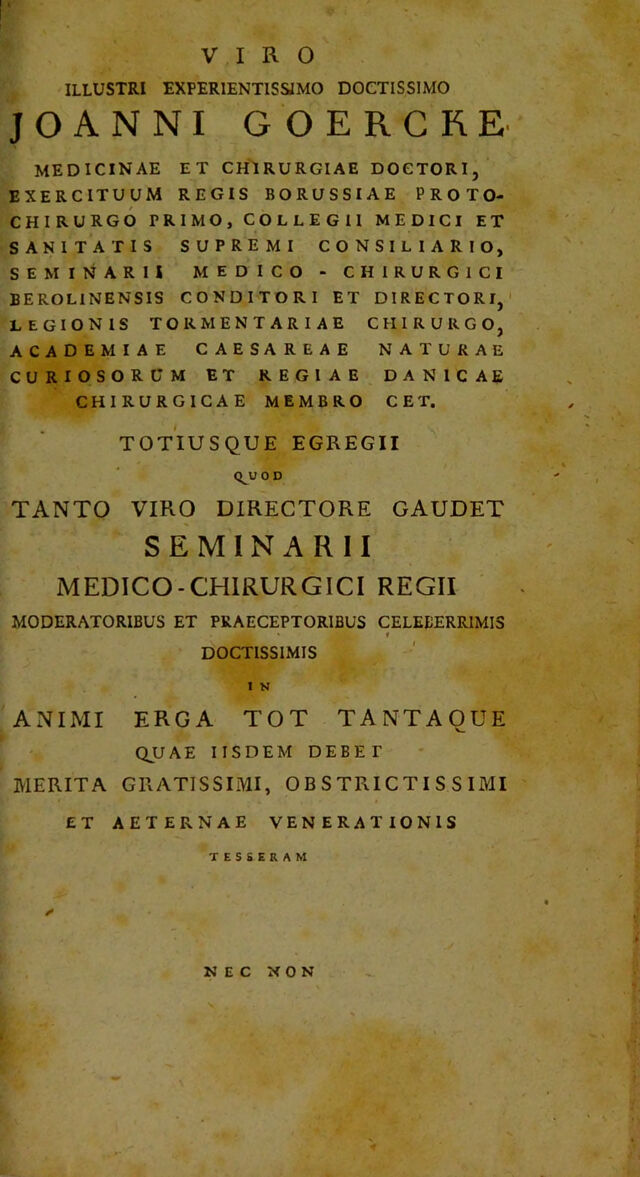 VIRO
ILLUSTRI EXPERIENTISSIMO DOCTISSIMO
JOANNI GOERCKE
MEDICINAE ET CHIRURGIAE DOCTORI,
EXERCITUUM REGIS BORUSSIAE PROTO-
CHIRURGO PRIMO, COLLEGII MEDICI ET
SANITATIS SUPREMI CONSILIARIO,
SEMINARII MEDICO-CHIRURGICI
BEROLINENSIS CONDITORI ET DIRECTORI,
LEGIONIS TORMENTARIAE CHIRURGO,
ACADEMIAE CAESAREAE NATURAE
CURIOSORUM ET REGIAE DANICAE
CHIRURGICAE MEMBRO CET.
TOTIUSQUE EGREGII
QUOD
TANTO VIRO DIRECTORE GAUDET
SEMINARII
MEDICO-CHIRURGICI REGII
MODERATORIBUS ET PRAECEPTORIBUS CELEBERRIMIS
DOCTISSIMIS
IN
ANIMI ERGA TOT TANTAQUE
QUAE IISDEM DEBET
MERITA GRATISSIMI, OBSTRICTISSIMI
ET AETERNAE VENERATIONIS
TESSERAM
NEC NON